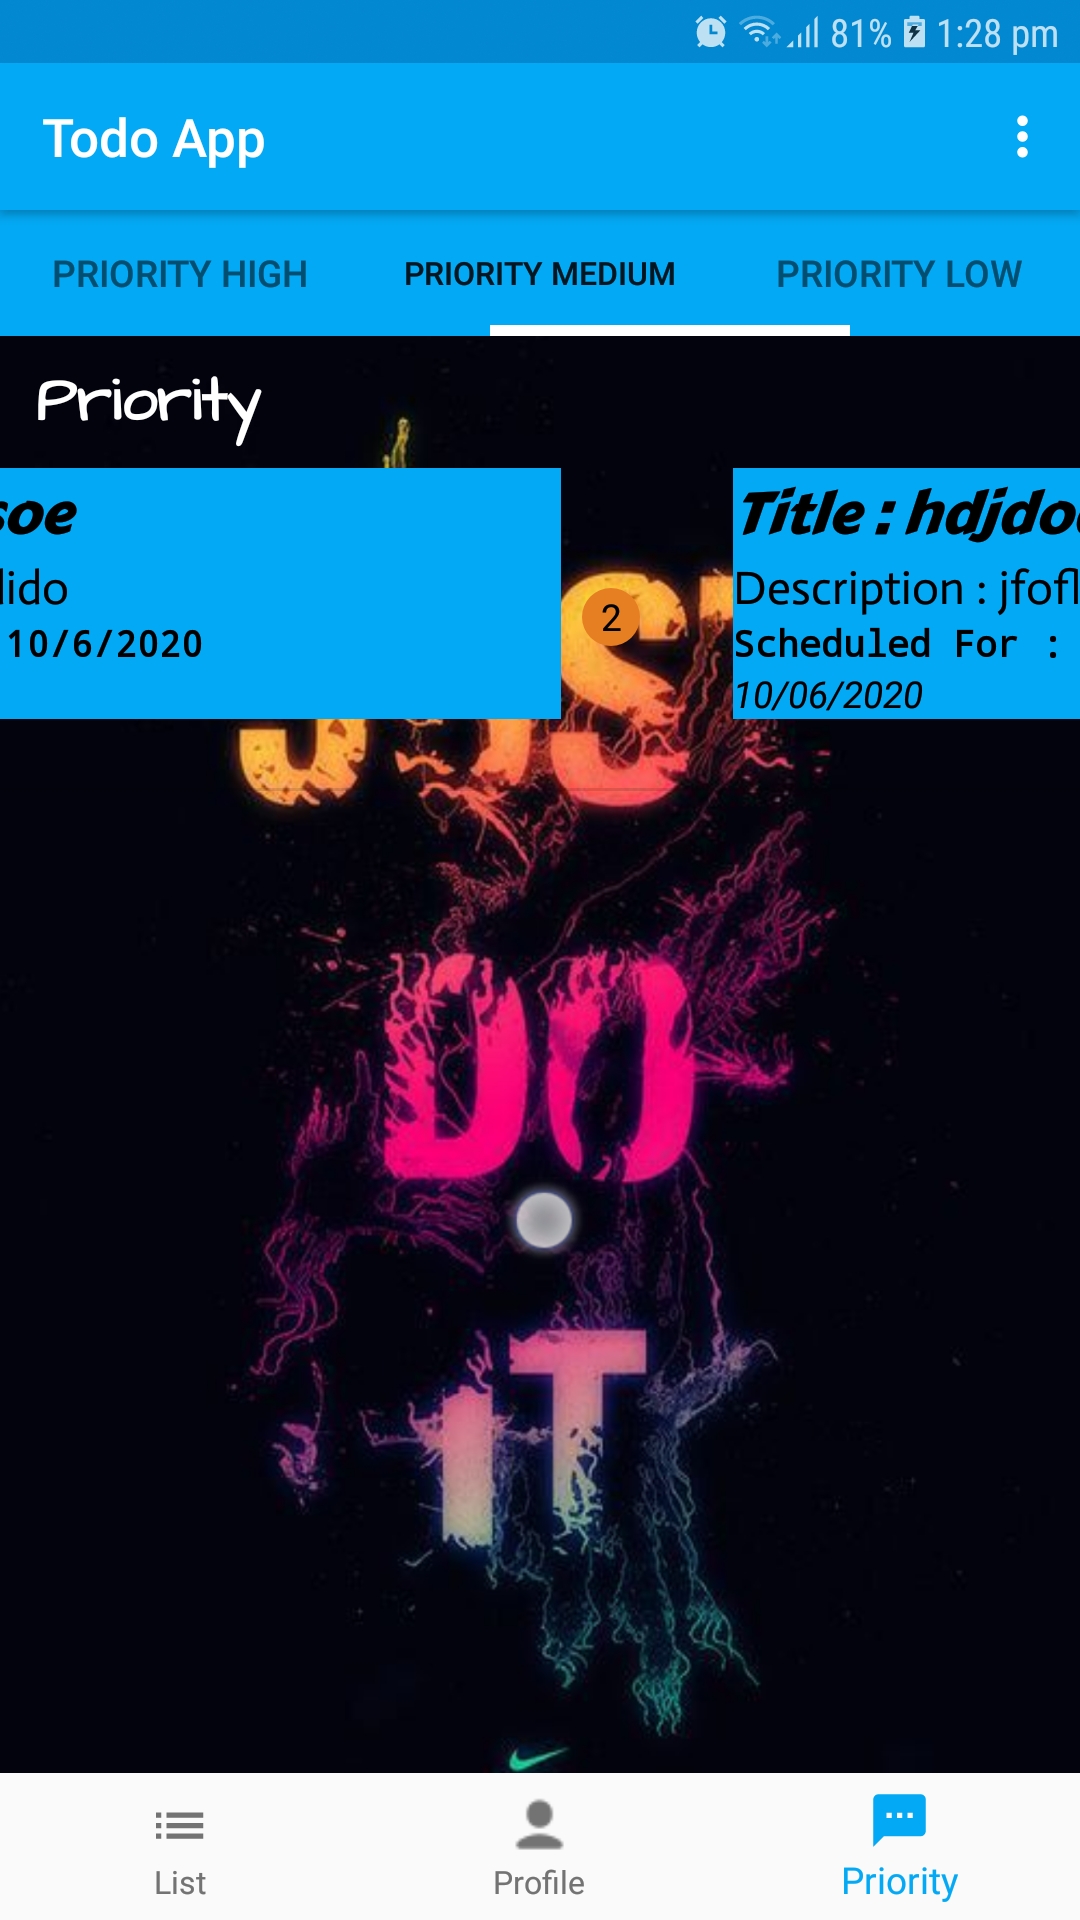 81% 1:28 pm
Todo App
PRIORITY HIGH PRIORITY MEDIUM PRIORITY LOW
Priority
soe
lido
10/6/2020
2
Title : hdjdo
Description : jfofl
Scheduled For :
10/06/2020
DO
IT
List Profile Priority